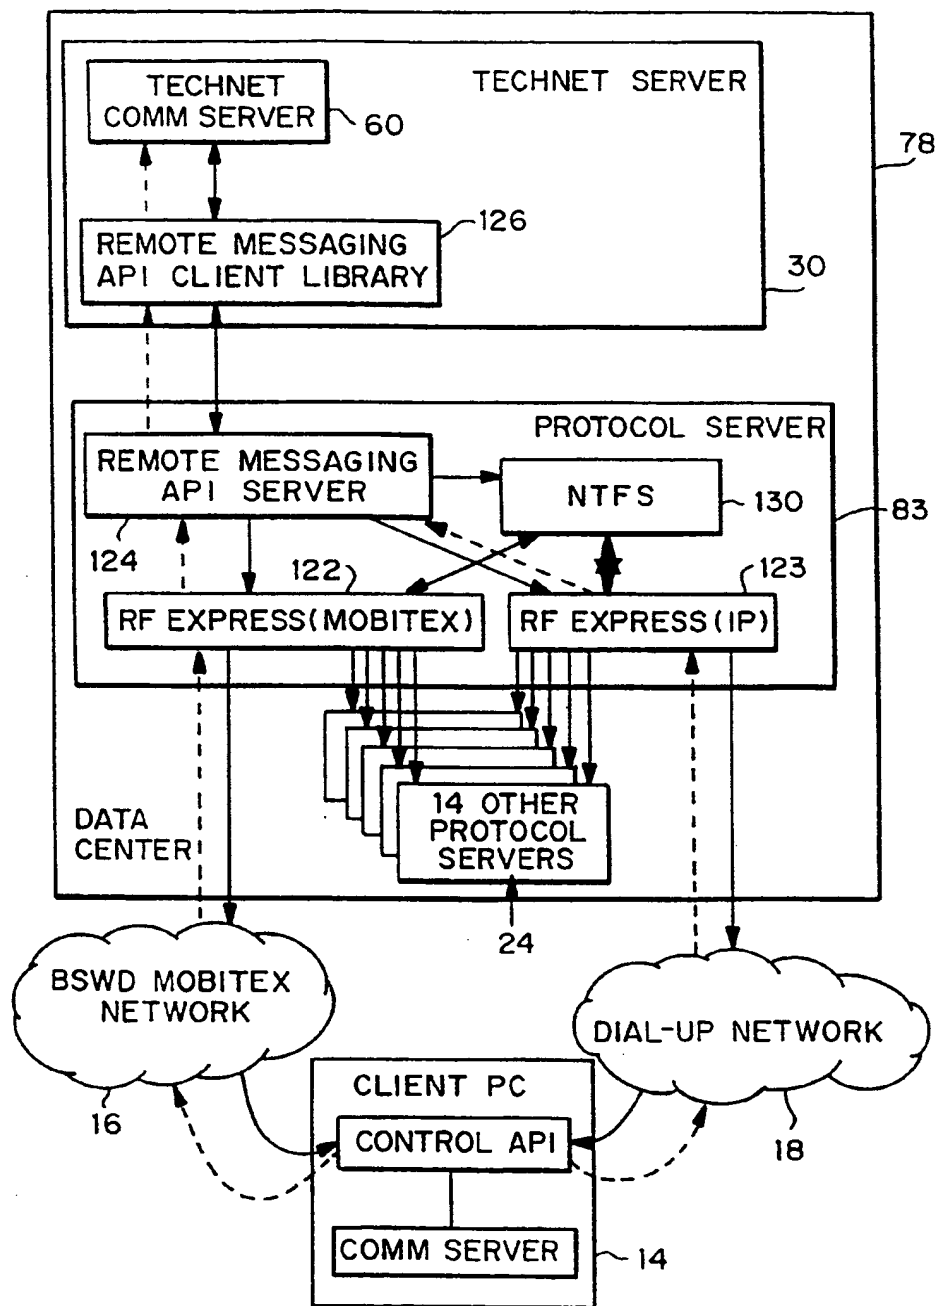 TECHNET
COMM SERVER
60
TECHNET SERVER
78
REMOTE MESSAGING
API CLIENT LIBRARY
126
30
PROTOCOL SERVER
REMOTE MESSAGING
API SERVER
NTFS
130
83
124
122
123
RF EXPRESS(MOBITEX)
RF EXPRESS(IP)
14 OTHER
PROTOCOL
SERVERS
DATA
CENTER
24
BSWD MOBITEX
NETWORK
DIAL-UP NETWORK
16
18
CLIENT PC
CONTROL API
COMM SERVER
14